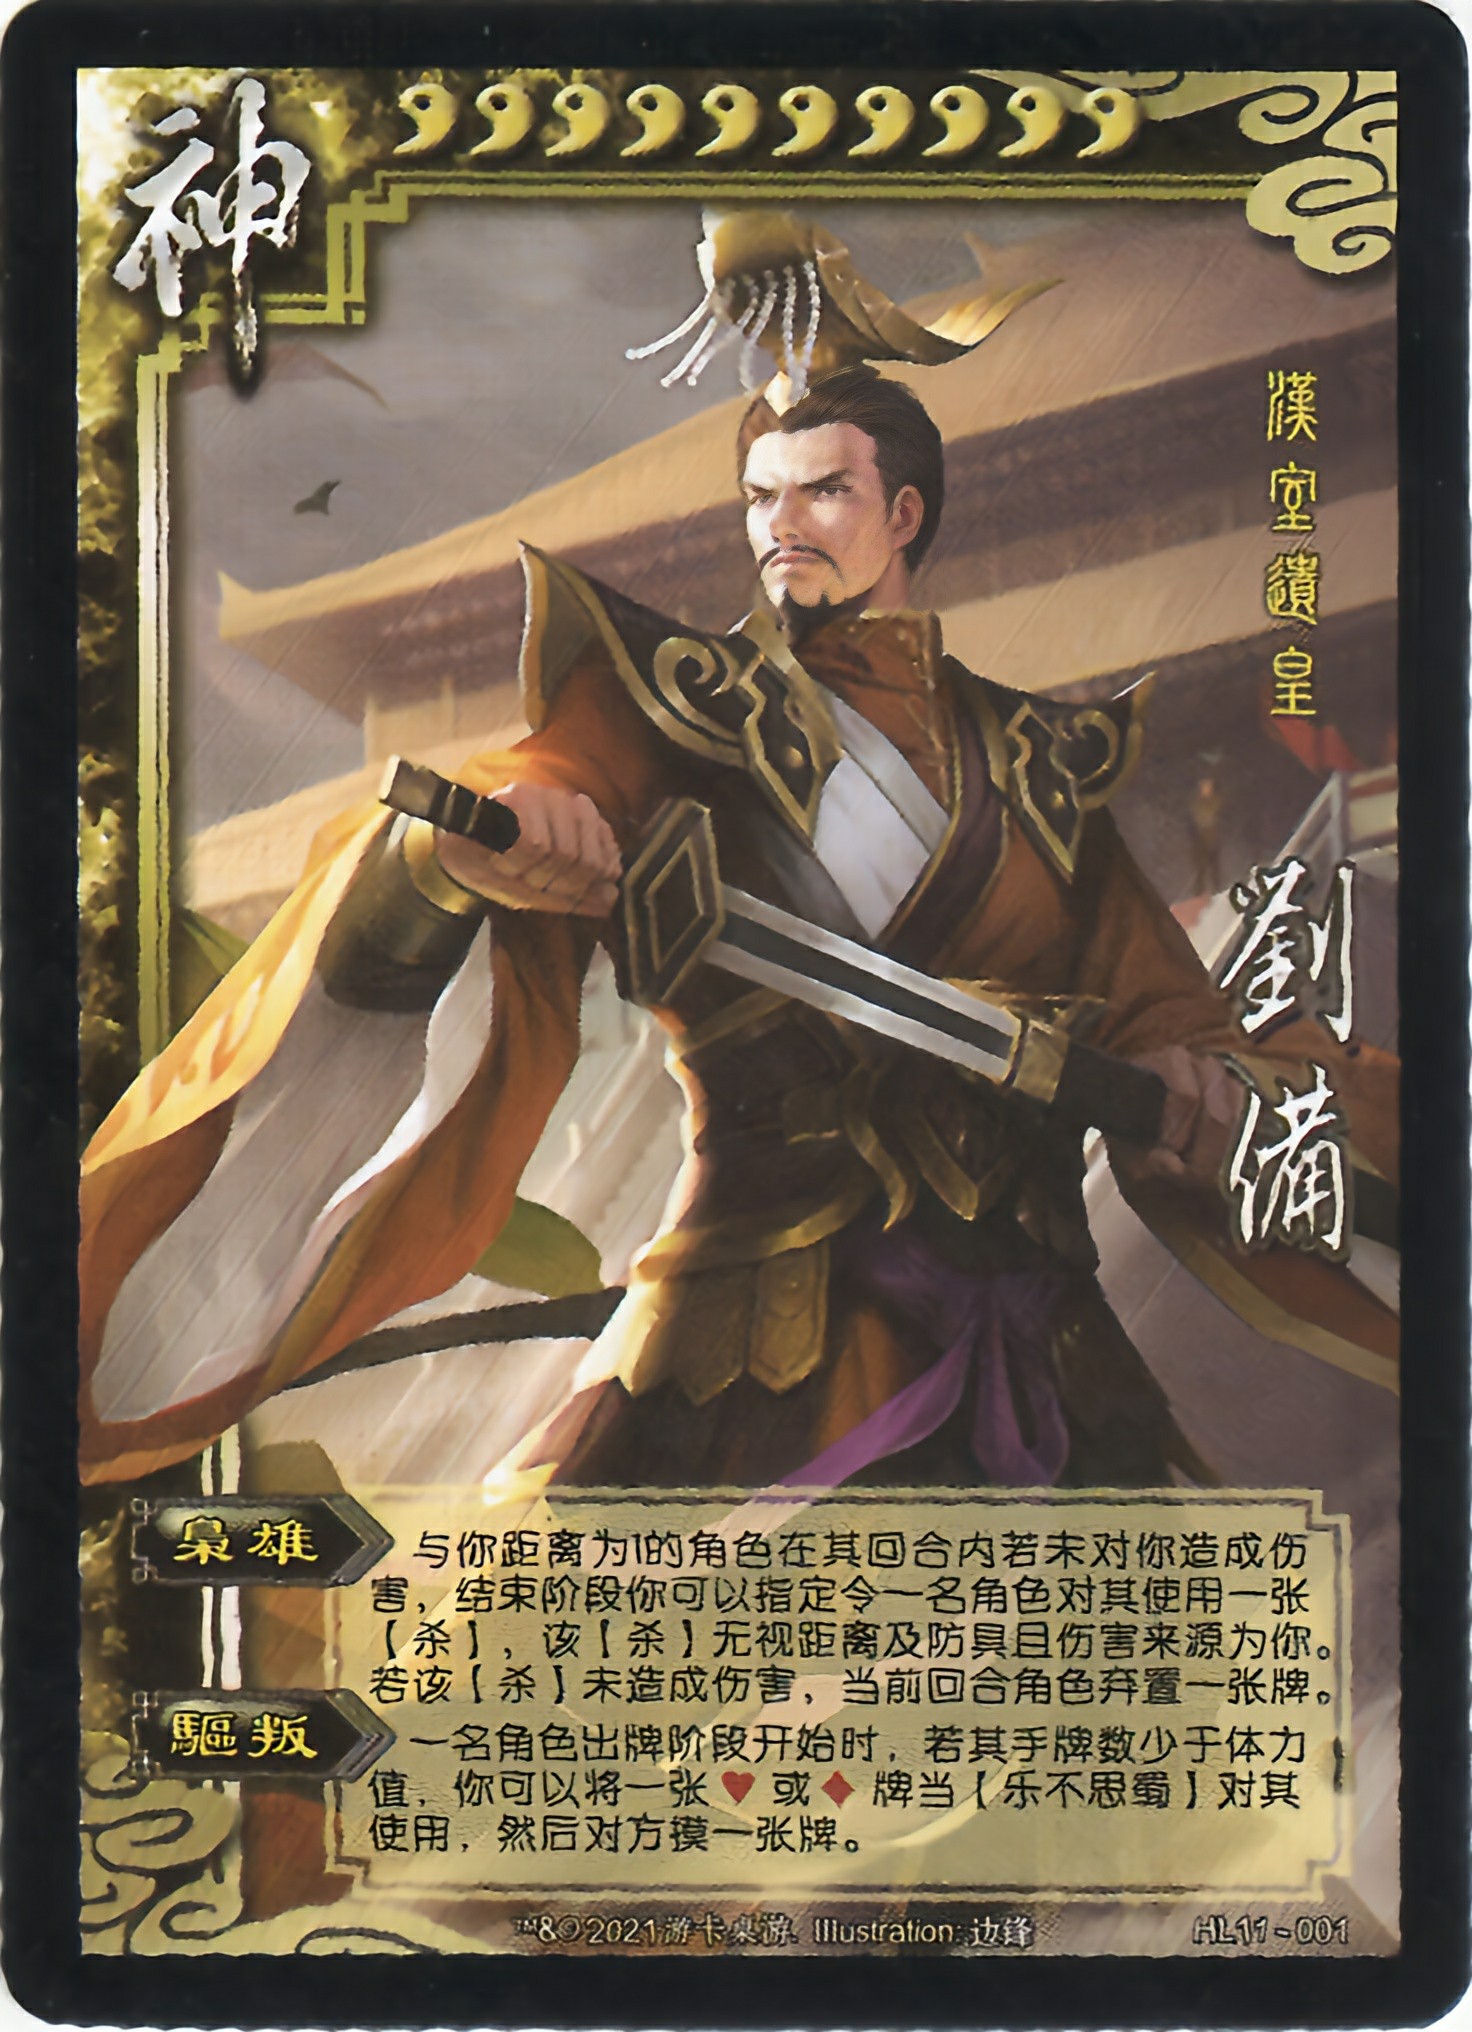 神
漢室遺皇
劉備
枭雄
与你距离为1的角色在其回合内若未对你造成伤
害，结束阶段你可以指定令一名角色对其使用一张
【杀】，该【杀】无视距离及防具且伤害来源为你。
若该【杀】未造成伤害，当前回合角色弃置一张牌。
驅叛
一名角色出牌阶段开始时，若其手牌数少于体力
值，你可以将一张♥或♦牌当【乐不思蜀】对其
使用，然后对方摸一张牌。
™&©2021游卡桌游. Illustration: 边锋
HL11-001